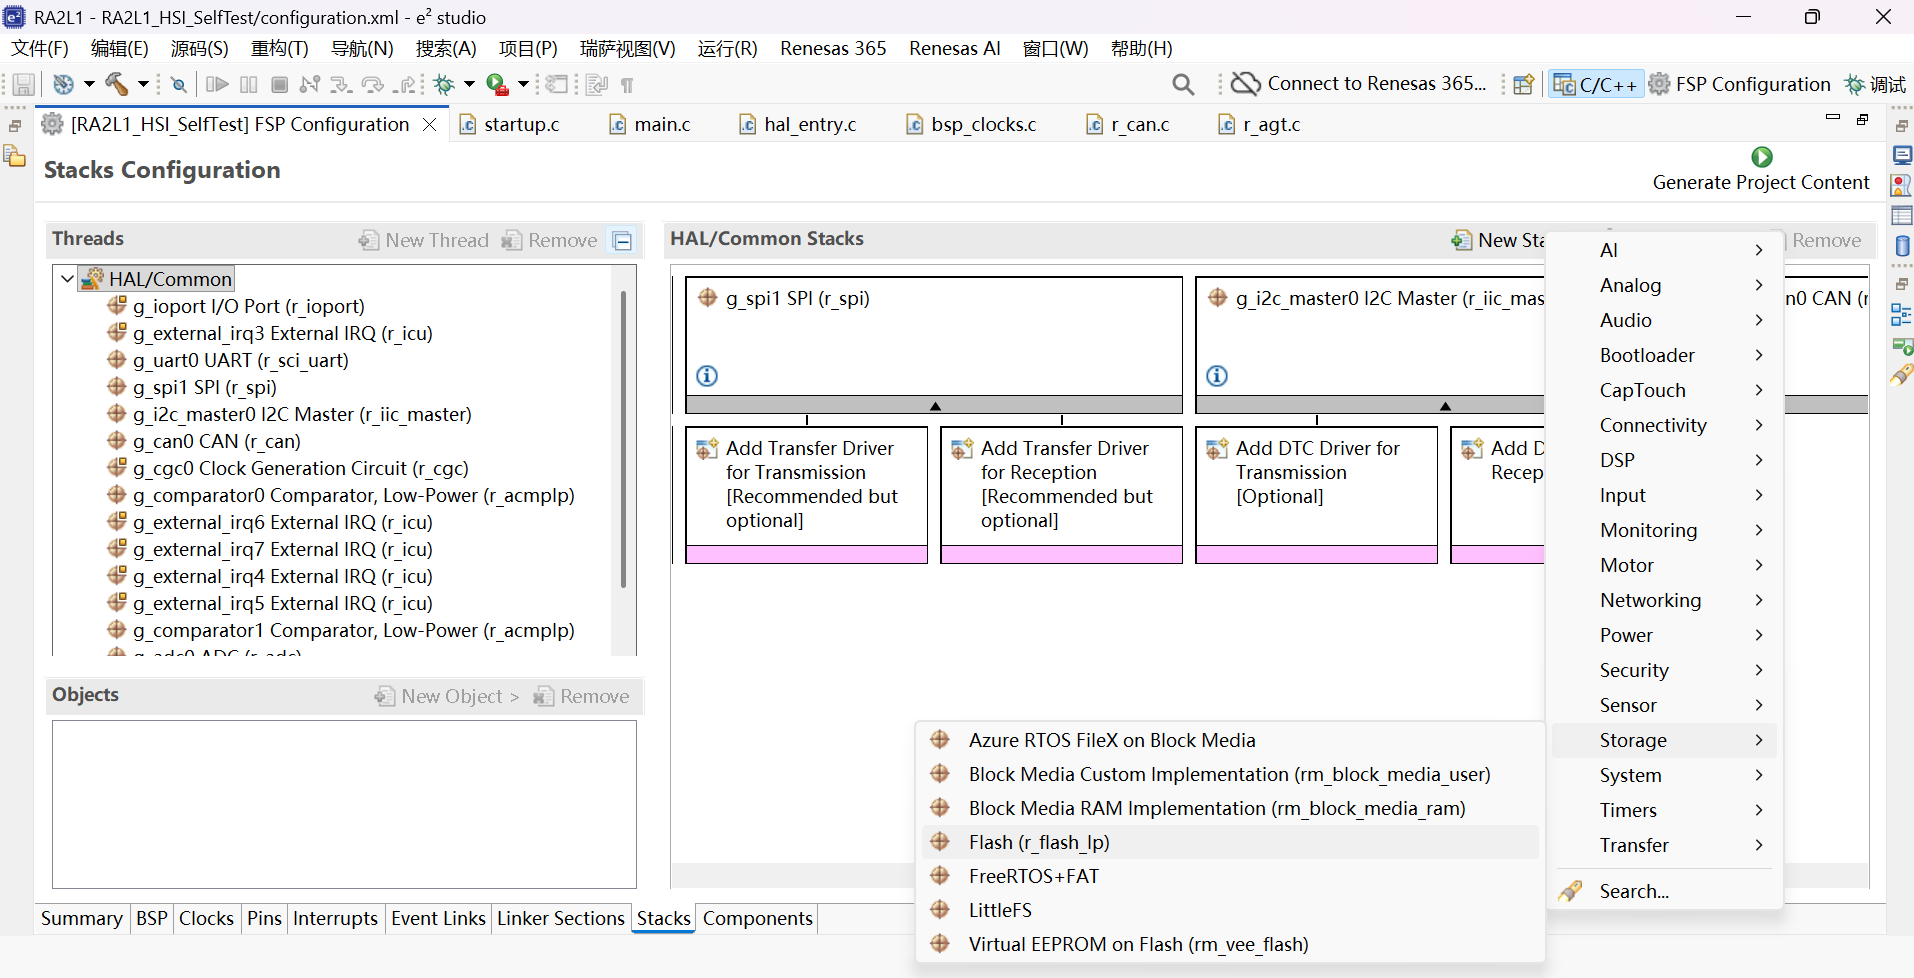 RA2L1 - RA2L1_HSI_SelfTest/configuration.xml - e² studio
文件(F) 编辑(E) 源码(S) 重构(T) 导航(N) 搜索(A) 项目(P) 瑞萨视图(V) 运行(R) Renesas 365 Renesas AI 窗口(W) 帮助(H)
Connect to Renesas 365... C/C++ FSP Configuration 调试
[RA2L1_HSI_SelfTest] FSP Configuration startup.c main.c hal_entry.c bsp_clocks.c r_can.c r_agt.c
Stacks Configuration
Generate Project Content
Threads New Thread Remove
HAL/Common
g_ioport I/O Port (r_ioport)
g_external_irq3 External IRQ (r_icu)
g_uart0 UART (r_sci_uart)
g_spi1 SPI (r_spi)
g_i2c_master0 I2C Master (r_iic_master)
g_can0 CAN (r_can)
g_cgc0 Clock Generation Circuit (r_cgc)
g_comparator0 Comparator, Low-Power (r_acmplp)
g_external_irq6 External IRQ (r_icu)
g_external_irq7 External IRQ (r_icu)
g_external_irq4 External IRQ (r_icu)
g_external_irq5 External IRQ (r_icu)
g_comparator1 Comparator, Low-Power (r_acmplp)
g_adc0 ADC (r_adc)
Objects New Object > Remove
HAL/Common Stacks New Sta Remove
g_spi1 SPI (r_spi)
g_i2c_master0 I2C Master (r_iic_mas
n0 CAN (r
Add Transfer Driver
for Transmission
[Recommended but
optional]
Add Transfer Driver
for Reception
[Recommended but
optional]
Add DTC Driver for
Transmission
[Optional]
Add D
Recep
AI
Analog
Audio
Bootloader
CapTouch
Connectivity
DSP
Input
Monitoring
Motor
Networking
Power
Security
Sensor
Storage
System
Timers
Transfer
Search...
Azure RTOS FileX on Block Media
Block Media Custom Implementation (rm_block_media_user)
Block Media RAM Implementation (rm_block_media_ram)
Flash (r_flash_lp)
FreeRTOS+FAT
LittleFS
Virtual EEPROM on Flash (rm_vee_flash)
Summary BSP Clocks Pins Interrupts Event Links Linker Sections Stacks Components